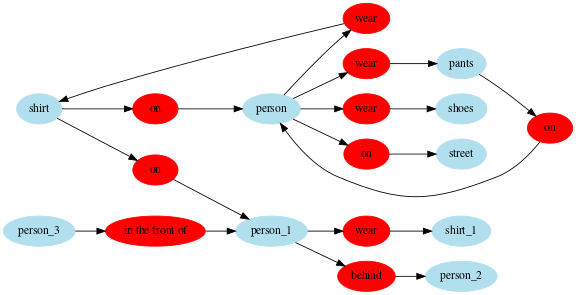 wear
wear
pants
shirt
on
person
wear
shoes
on
on
street
on
person_3
in the front of
person_1
wear
shirt_1
behind
person_2